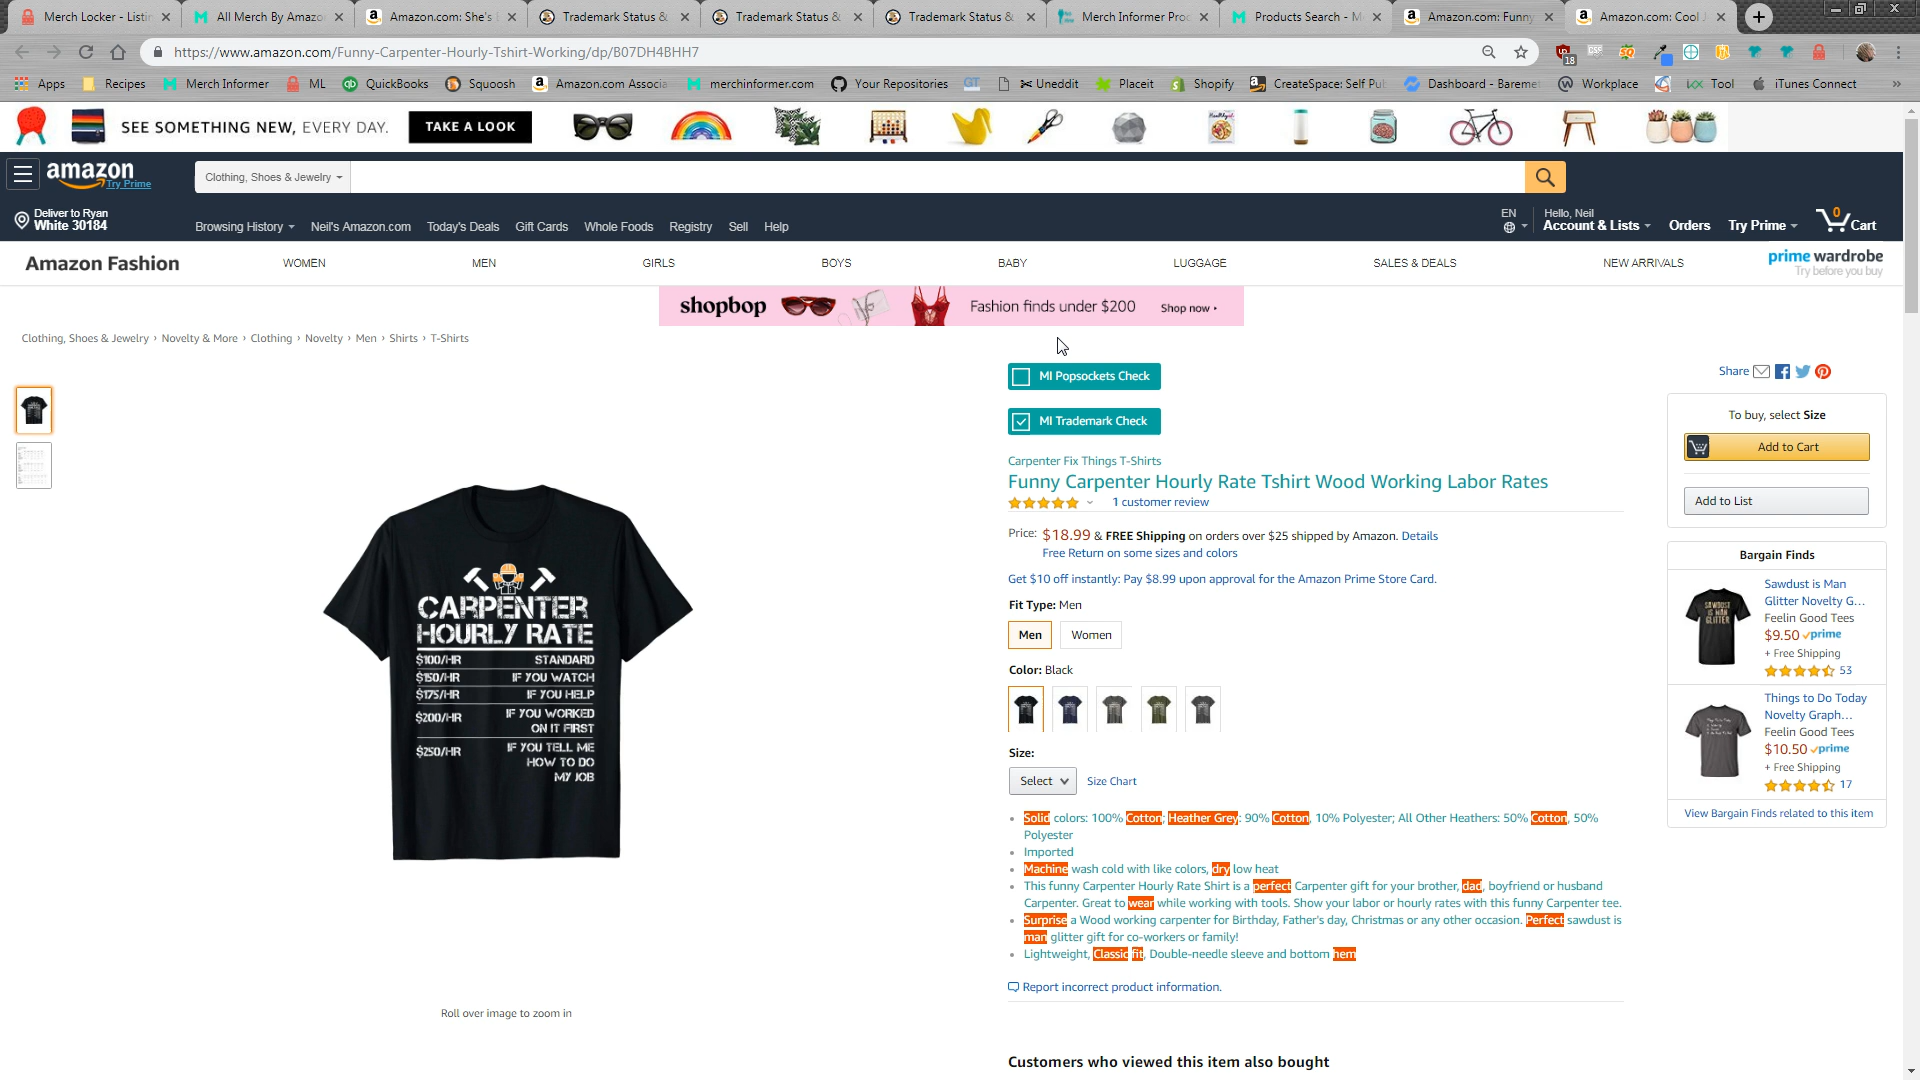 Merch Locker - Listin
All Merch By Amazo
Amazon.com: She's
Trademark Status &
Trademark Status &
Trademark Status &
Merch Informer Pro
Products Search - M
Amazon.com: Funny
Amazon.com: Cool
https://www.amazon.com/Funny-Carpenter-Hourly-Tshirt-Working/dp/B07DH4BHH7
18
Apps
Recipes
Merch Informer
ML
QuickBooks
Squoosh
Amazon.com Associa
merchinformer.com
Your Repositories
GT
Uneddit
Placeit
Shopify
CreateSpace: Self Pu
Dashboard - Bareme
Workplace
Tool
iTunes Connect
»
SEE SOMETHING NEW, EVERY DAY.
TAKE A LOOK
amazon
Try Prime
Clothing, Shoes & Jewelry
Deliver to Ryan
White 30184
Browsing History
Neil's Amazon.com
Today's Deals
Gift Cards
Whole Foods
Registry
Sell
Help
EN
Hello, Neil
Account & Lists
Orders
Try Prime
0
Cart
Amazon Fashion
WOMEN
MEN
GIRLS
BOYS
BABY
LUGGAGE
SALES & DEALS
NEW ARRIVALS
prime wardrobe
Try before you buy
shopbop
Fashion finds under $200
Shop now ▸
Clothing, Shoes & Jewelry › Novelty & More › Clothing › Novelty › Men › Shirts › T-Shirts
MI Popsockets Check
MI Trademark Check
Carpenter Fix Things T-Shirts
Funny Carpenter Hourly Rate Tshirt Wood Working Labor Rates
1 customer review
Price: $18.99 & FREE Shipping on orders over $25 shipped by Amazon. Details
Free Return on some sizes and colors
Get $10 off instantly: Pay $8.99 upon approval for the Amazon Prime Store Card.
Fit Type: Men
Men
Women
Color: Black
Size:
Select
Size Chart
Solid colors: 100% Cotton; Heather Grey: 90% Cotton, 10% Polyester; All Other Heathers: 50% Cotton, 50%
Polyester
Imported
Machine wash cold with like colors, dry low heat
This funny Carpenter Hourly Rate Shirt is a perfect Carpenter gift for your brother, dad, boyfriend or husband
Carpenter. Great to wear while working with tools. Show your labor or hourly rates with this funny Carpenter tee.
Surprise a Wood working carpenter for Birthday, Father's day, Christmas or any other occasion. Perfect sawdust is
man glitter gift for co-workers or family!
Lightweight, Classic fit, Double-needle sleeve and bottom hem
Report incorrect product information.
Customers who viewed this item also bought
CARPENTER
HOURLY RATE
$100/HR STANDARD
$150/HR IF YOU WATCH
$175/HR IF YOU HELP
$200/HR IF YOU WORKED
ON IT FIRST
$250/HR IF YOU TELL ME
HOW TO DO
MY JOB
Roll over image to zoom in
Share
To buy, select Size
Add to Cart
Add to List
Bargain Finds
SAWDUST
IS MAN
GLITTER
Sawdust is Man
Glitter Novelty G...
Feelin Good Tees
$9.50 prime
+ Free Shipping
53
Things to Do Today
Novelty Graph...
Feelin Good Tees
$10.50 prime
+ Free Shipping
17
View Bargain Finds related to this item